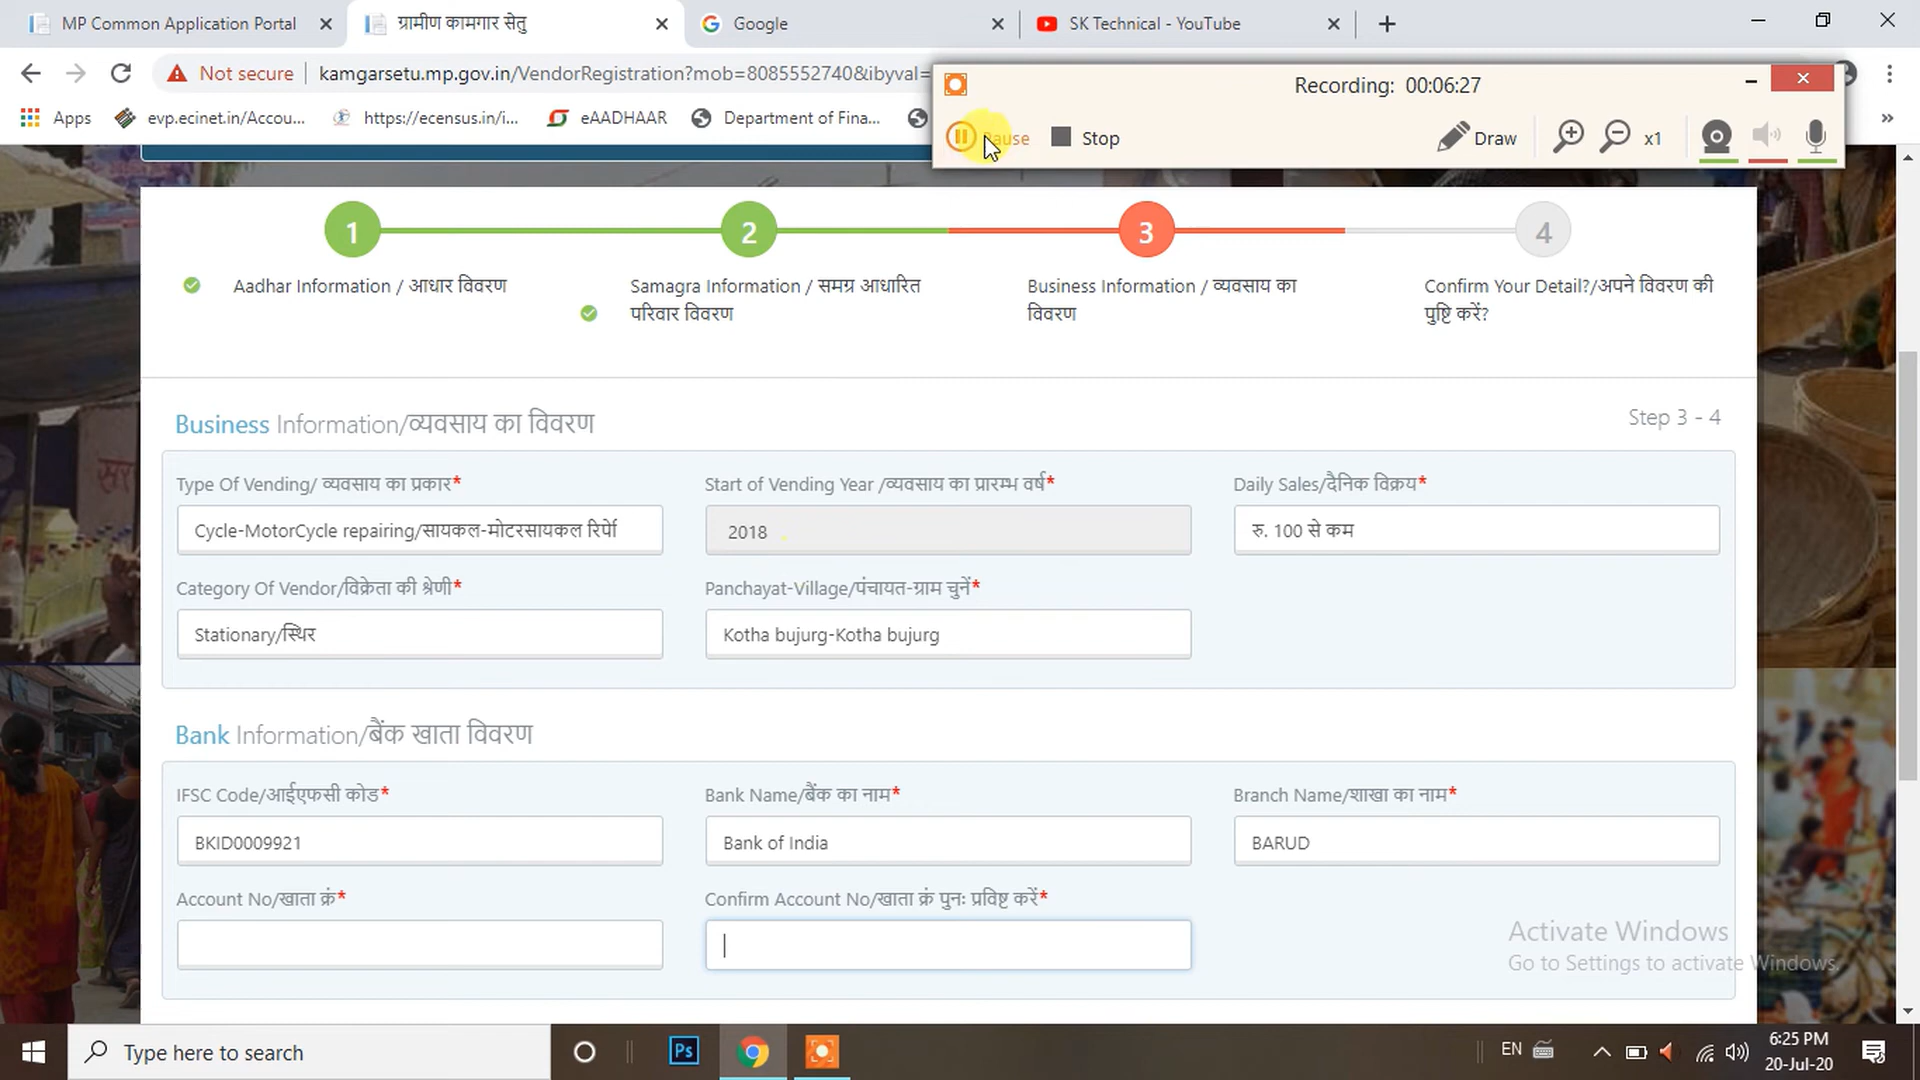 MP Common Application Portal
ग्रामीण कामगार सेतु
Google
SK Technical - YouTube
Not secure
kamgarsetu.mp.gov.in/VendorRegistration?mob=8085552740&ibyval=
Recording: 00:06:27
Apps
evp.ecinet.in/Accou...
https://ecensus.in/i...
eAADHAAR
Department of Fina...
»
Pause
Stop
Draw
x1
1
2
3
4
Aadhar Information / आधार विवरण
Samagra Information / समग्र आधारित
परिवार विवरण
Business Information / व्यवसाय का
विवरण
Confirm Your Detail?/अपने विवरण की
पुष्टि करें?
Business Information/व्यवसाय का विवरण
Step 3 - 4
Type Of Vending/ व्यवसाय का प्रकार*
Start of Vending Year /व्यवसाय का प्रारम्भ वर्ष*
Daily Sales/दैनिक विक्रय*
Cycle-MotorCycle repairing/सायकल-मोटरसायकल रिपे
2018
रु. 100 से कम
Category Of Vendor/विक्रेता की श्रेणी*
Panchayat-Village/पंचायत-ग्राम चुनें*
Stationary/स्थिर
Kotha bujurg-Kotha bujurg
Bank Information/बैंक खाता विवरण
IFSC Code/आईएफसी कोड*
Bank Name/बैंक का नाम*
Branch Name/शाखा का नाम*
BKID0009921
Bank of India
BARUD
Account No/खाता क्रं*
Confirm Account No/खाता क्रं पुनः प्रविष्ट करें*
Activate Windows
Go to Settings to activate Windows.
Type here to search
Ps
EN
6:25 PM
20-Jul-20